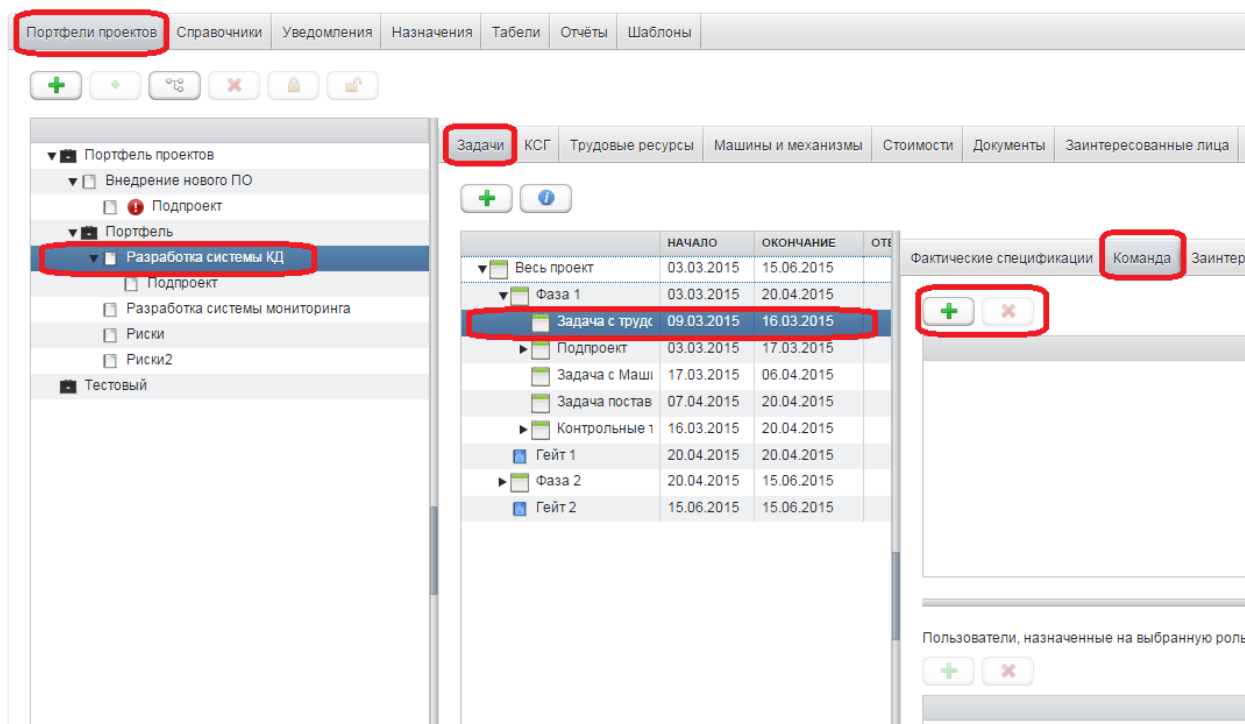 Портфели проектов Справочники Уведомления Назначения Табели Отчёты Шаблоны
Задачи КСГ Трудовые ресурсы Машины и механизмы Стоимости Документы Заинтересованные лица
Портфель проектов
Внедрение нового ПО
Подпроект
Портфель
Разработка системы КД
Подпроект
Разработка системы мониторинга
Риски
Риски2
Тестовый
НАЧАЛО ОКОНЧАНИЕ ОТВ
Весь проект 03.03.2015 15.06.2015
Фаза 1 03.03.2015 20.04.2015
Задача с трудо 09.03.2015 16.03.2015
Подпроект 03.03.2015 17.03.2015
Задача с Маши 17.03.2015 06.04.2015
Задача постав 07.04.2015 20.04.2015
Контрольные т 16.03.2015 20.04.2015
Гейт 1 20.04.2015 20.04.2015
Фаза 2 20.04.2015 15.06.2015
Гейт 2 15.06.2015 15.06.2015
Фактические спецификации Команда Заинтер
Пользователи, назначенные на выбранную роль